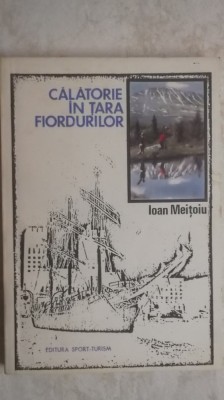 CĂLĂTORIE
ÎN ȚARA
FIORDURILOR
Ioan Meițoiu
EDITURA SPORT-TURISM